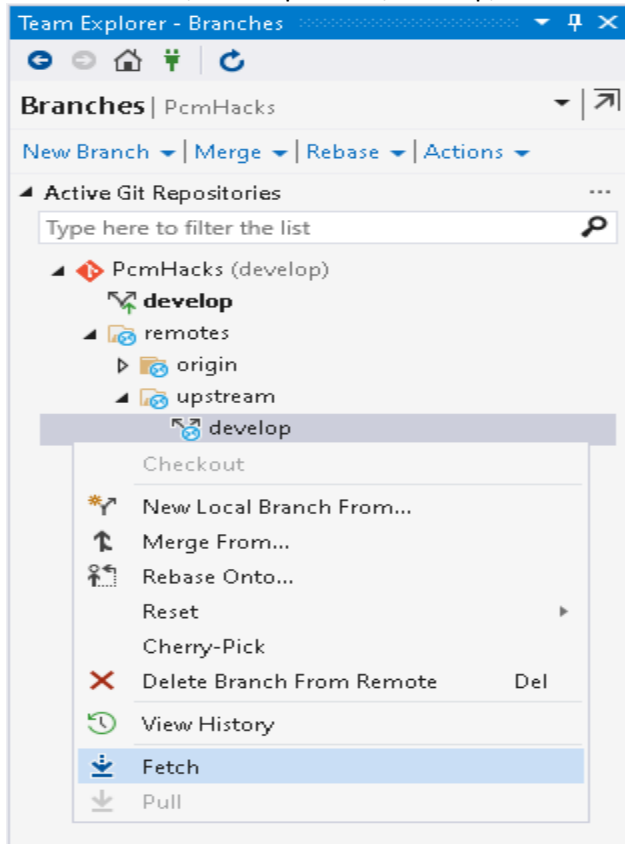 Team Explorer - Branches
Branches | PcmHacks
New Branch | Merge | Rebase | Actions
Active Git Repositories ...
Type here to filter the list
PcmHacks (develop)
develop
remotes
origin
upstream
develop
Checkout
New Local Branch From...
Merge From...
Rebase Onto...
Reset
Cherry-Pick
Delete Branch From Remote Del
View History
Fetch
Pull